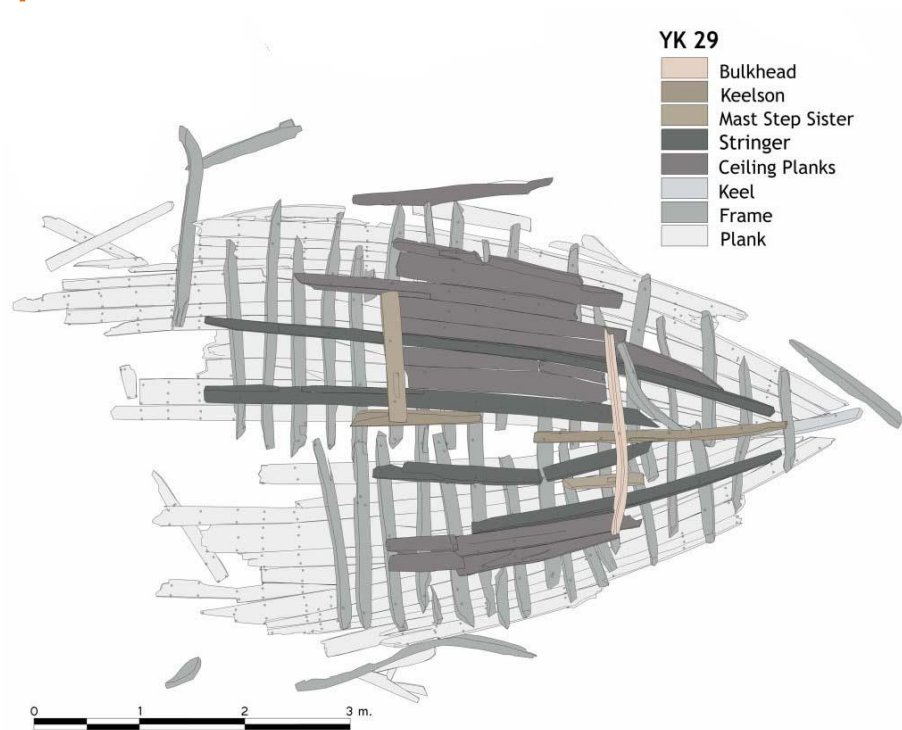 YK 29
Bulkhead
Keelson
Mast Step Sister
Stringer
Ceiling Planks
Keel
Frame
Plank
0 1 2 3 m.